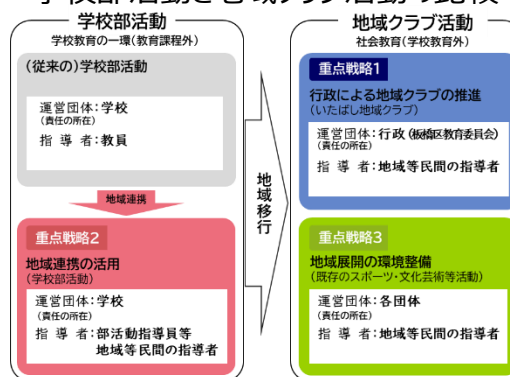 学校部活動と地域クラブ活動の比較
学校部活動
学校教育の一環(教育課程外)
(従来の)学校部活動
運営団体:学校
(責任の所在)
指 導 者:教員
地域連携
重点戦略2
地域連携の活用
(学校部活動)
運営団体:学校
(責任の所在)
指 導 者:部活動指導員等
地域等民間の指導者
地域移行
地域クラブ活動
社会教育(学校教育外)
重点戦略1
行政による地域クラブの推進
(いたばし地域クラブ)
運営団体:行政(板橋区教育委員会)
(責任の所在)
指 導 者:地域等民間の指導者
重点戦略3
地域展開の環境整備
(既存のスポーツ・文化芸術等活動)
運営団体:各団体
(責任の所在)
指 導 者:地域等民間の指導者